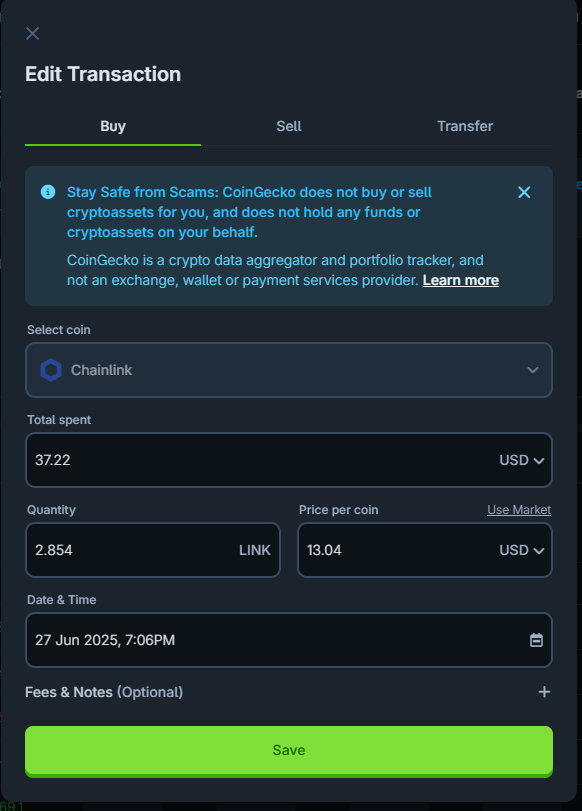 Edit Transaction
Buy Sell Transfer
Stay Safe from Scams: CoinGecko does not buy or sell
cryptoassets for you, and does not hold any funds or
cryptoassets on your behalf.
CoinGecko is a crypto data aggregator and portfolio tracker, and
not an exchange, wallet or payment services provider. Learn more
Select coin
Chainlink
Total spent
37.22 USD
Quantity Price per coin Use Market
2.854 LINK 13.04 USD
Date & Time
27 Jun 2025, 7:06PM
Fees & Notes (Optional)
Save